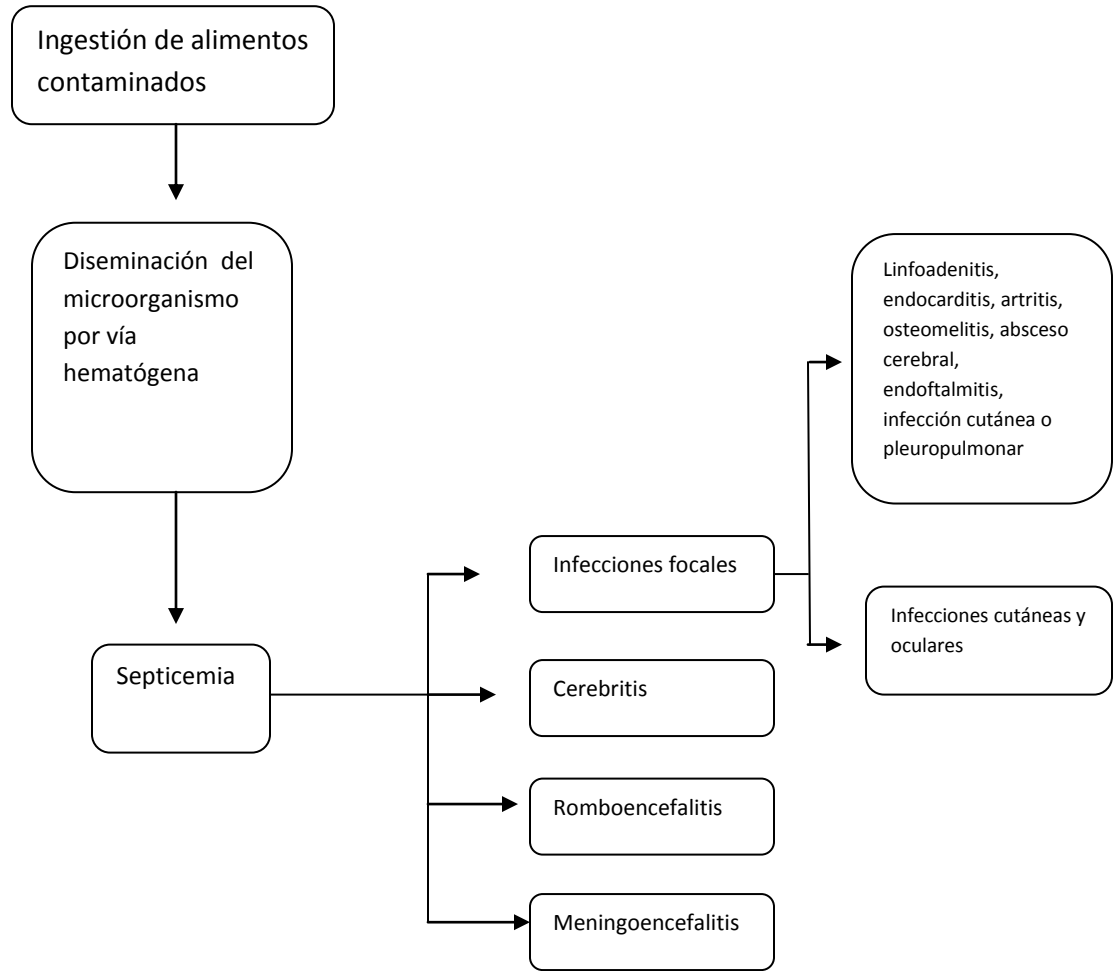 Ingestión de alimentos
contaminados
Diseminación del
microorganismo
por vía
hematógena
Septicemia
Infecciones focales
Cerebritis
Romboencefalitis
Meningoencefalitis
Linfoadenitis,
endocarditis, artritis,
osteomelitis, absceso
cerebral,
endoftalmitis,
infección cutánea o
pleuropulmonar
Infecciones cutáneas y
oculares